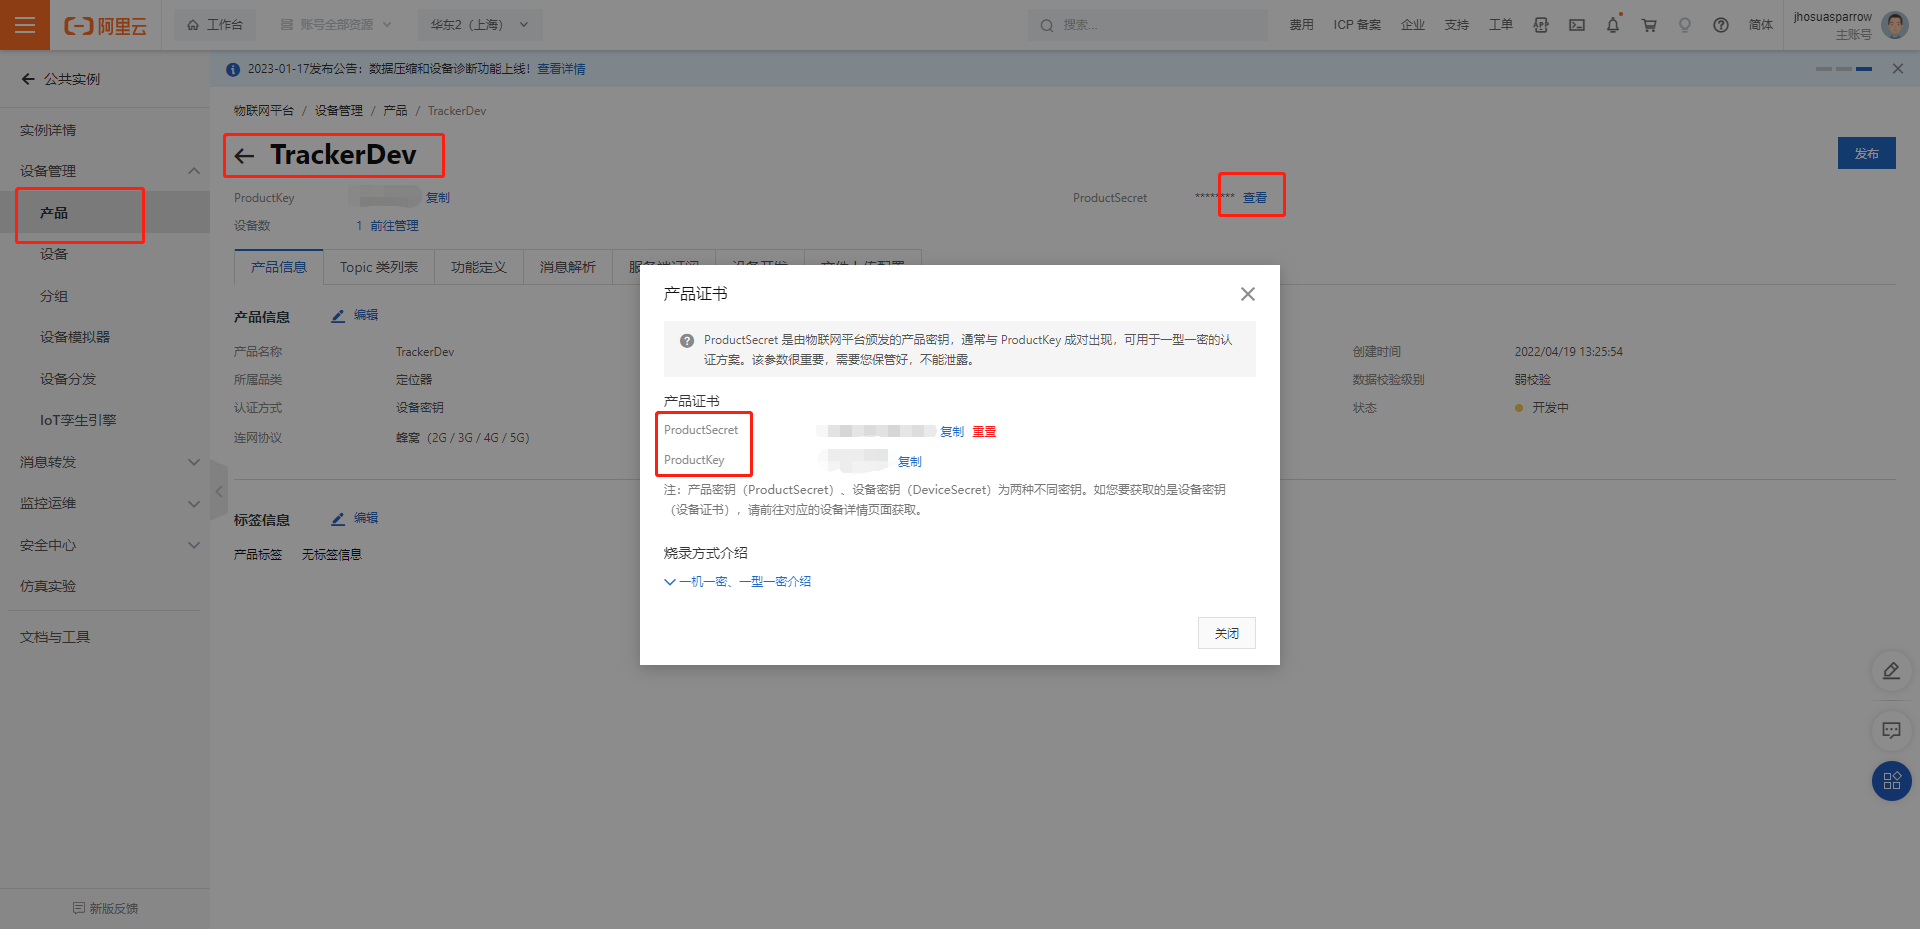 阿里云
工作台
账号全部资源
华东2（上海）
搜索...
费用
ICP 备案
企业
支持
工单
简体
jhosuasparrow
主账号
公共实例
2023-01-17发布公告：数据压缩和设备诊断功能上线！查看详情
物联网平台 / 设备管理 / 产品 / TrackerDev
实例详情
设备管理
产品
设备
分组
设备模拟器
设备分发
IoT孪生引擎
消息转发
监控运维
安全中心
仿真实验
文档与工具
新版反馈
TrackerDev
发布
ProductKey
复制
ProductSecret
********
查看
设备数
1 前往管理
产品信息
Topic 类列表
功能定义
消息解析
产品信息
编辑
产品名称
TrackerDev
所属品类
定位器
认证方式
设备密钥
连网协议
蜂窝（2G / 3G / 4G / 5G）
创建时间
2022/04/19 13:25:54
数据校验级别
弱校验
状态
开发中
标签信息
编辑
产品标签
无标签信息
产品证书
ProductSecret 是由物联网平台颁发的产品密钥，通常与 ProductKey 成对出现，可用于一型一密的认
证方案。该参数很重要，需要您保管好，不能泄露。
产品证书
ProductSecret
复制 重置
ProductKey
复制
注：产品密钥（ProductSecret）、设备密钥（DeviceSecret）为两种不同密钥。如您要获取的是设备密钥
（设备证书），请前往对应的设备详情页面获取。
烧录方式介绍
一机一密、一型一密介绍
关闭